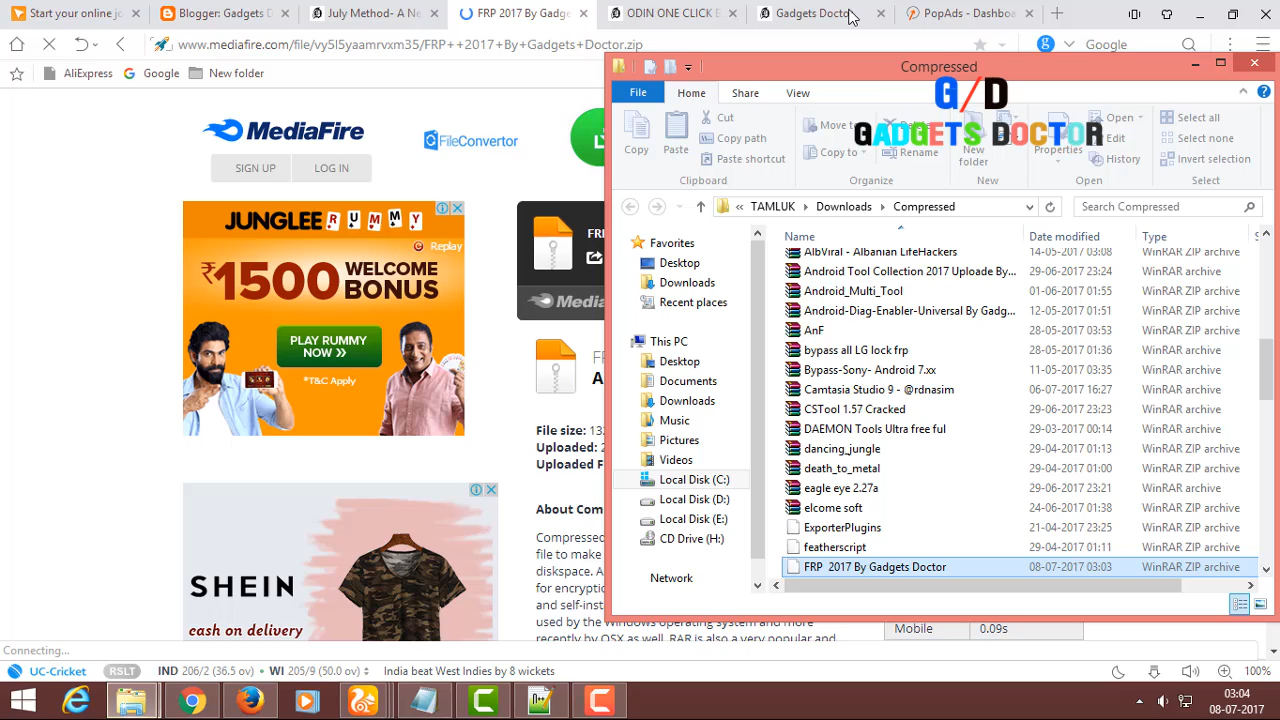 Start your online jo
Blogger: Gadgets D
July Method- A Ne
FRP 2017 By Gadge
ODIN ONE CLICK
Gadgets Doctor
PopAds - Dashboa
www.mediafire.com/file/vy5l5yaamrvxm35/FRP++2017+By+Gadgets+Doctor.zip
Google
AliExpress
Google
New folder
MediaFire
FileConvertor
SIGN UP
LOG IN
JUNGLEE RUMMY
Replay
₹1500 WELCOME BONUS
PLAY RUMMY
NOW »
*T&C Apply
SHEIN
cash on delivery
FRI
Media
File size: 13
Uploaded: 2
Uploaded F
About Com
Compressed
file to make
diskspace. A
for encryptio
and self-inst
used by the Windows operating system and more
recently by OSX as well. RAR is also a very popular and
Mobile
0.09s
Compressed
G/D
GADGETS DOCTOR
File
Home
Share
View
Copy
Paste
Cut
Copy path
Paste shortcut
Clipboard
Move to
Copy to
Rename
Organize
New
folder
New
Properties
Open
Edit
History
Open
Select all
Select none
Invert selection
Select
« TAMLUK
Downloads
Compressed
Search Compressed
Favorites
Desktop
Downloads
Recent places
This PC
Desktop
Documents
Downloads
Music
Pictures
Videos
Local Disk (C:)
Local Disk (D:)
Local Disk (E:)
CD Drive (H:)
Network
Name Date modified Type S
AlbViral - Albanian LifeHackers 14-05-2017 03:08 WinRAR ZIP archive
Android Tool Collection 2017 Uploade By... 29-06-2017 23:24 WinRAR ZIP archive
Android_Multi_Tool 01-06-2017 01:55 WinRAR ZIP archive
Android-Diag-Enabler-Universal By Gadg... 12-05-2017 01:51 WinRAR ZIP archive
AnF 28-05-2017 03:53 WinRAR ZIP archive
bypass all LG lock frp 28-05-2017 01:36 WinRAR ZIP archive
Bypass-Sony- Android 7.xx 11-05-2017 03:35 WinRAR ZIP archive
Camtasia Studio 9 - @rdnasim 06-07-2017 16:27 WinRAR ZIP archive
CSTool 1.57 Cracked 29-06-2017 23:23 WinRAR ZIP archive
DAEMON Tools Ultra free ful 29-03-2017 00:14 WinRAR ZIP archive
dancing_jungle 29-04-2017 01:13 WinRAR ZIP archive
death_to_metal 29-04-2017 01:00 WinRAR ZIP archive
eagle eye 2.27a 29-06-2017 23:21 WinRAR ZIP archive
elcome soft 24-06-2017 01:38 WinRAR ZIP archive
ExporterPlugins 21-04-2017 23:25 WinRAR ZIP archive
featherscript 29-04-2017 01:11 WinRAR ZIP archive
FRP 2017 By Gadgets Doctor 08-07-2017 03:03 WinRAR ZIP archive
Connecting...
UC-Cricket RSLT IND 206/2 (36.5 ov) • WI 205/9 (50.0 ov) India beat West Indies by 8 wickets
100%
03:04
08-07-2017